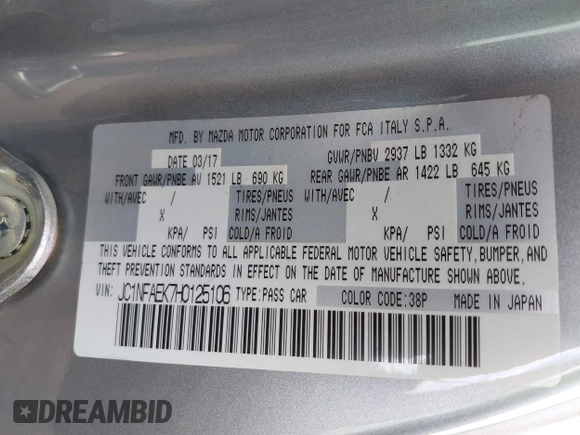 MFD. BY MAZDA MOTOR CORPORATION FOR FCA ITALY S.P.A.
DATE 03/17 GVWR/PNBV 2937 LB 1332 KG
FRONT GAWR/PNBE AV 1521 LB 690 KG REAR GAWR/PNBE AR 1422 LB 645 KG
WITH/AVEC / TIRES/PNEUS WITH/AVEC / TIRES/PNEUS
X RIMS/JANTES X RIMS/JANTES
KPA/ PSI COLD/A FROID KPA/ PSI COLD/A FROID
THIS VEHICLE CONFORMS TO ALL APPLICABLE FEDERAL MOTOR VEHICLE SAFETY, BUMPER, AND
THEFT PREVENTION STANDARDS IN EFFECT ON THE DATE OF MANUFACTURE SHOWN ABOVE.
VIN: JC1NFAEK7H0125106 TYPE:PASS CAR COLOR CODE:38P MADE IN JAPAN
DREAMBID